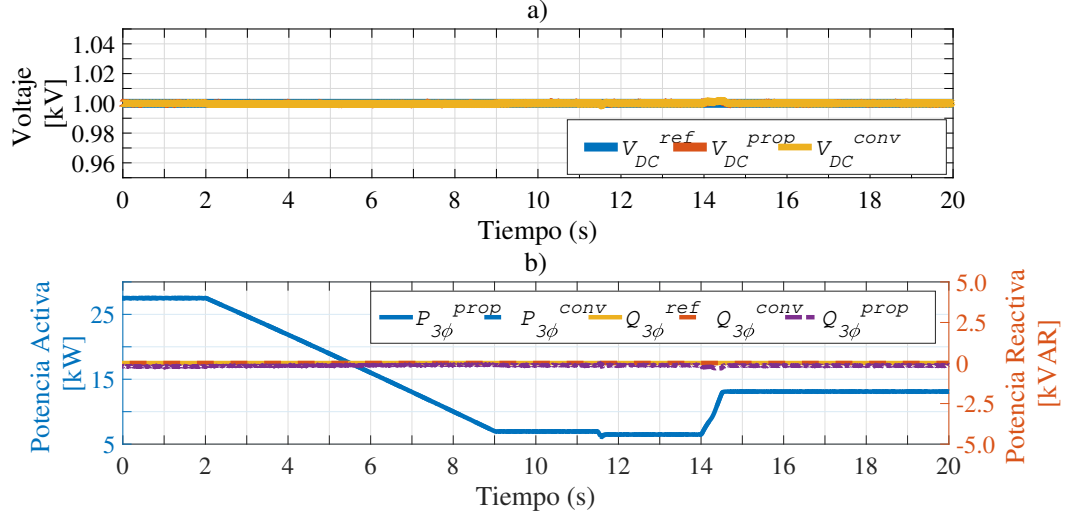 a)
1.04
1.02
1.00
0.98
0.96
Voltaje
[kV]
V_DC^ref V_DC^prop V_DC^conv
0 2 4 6 8 10 12 14 16 18 20
Tiempo (s)
b)
25
15
5
Potencia Activa
[kW]
P_3ϕ^prop P_3ϕ^conv Q_3ϕ^ref Q_3ϕ^conv Q_3ϕ^prop
5.0
2.5
0
-2.5
-5.0
Potencia Reactiva
[kVAR]
0 2 4 6 8 10 12 14 16 18 20
Tiempo (s)